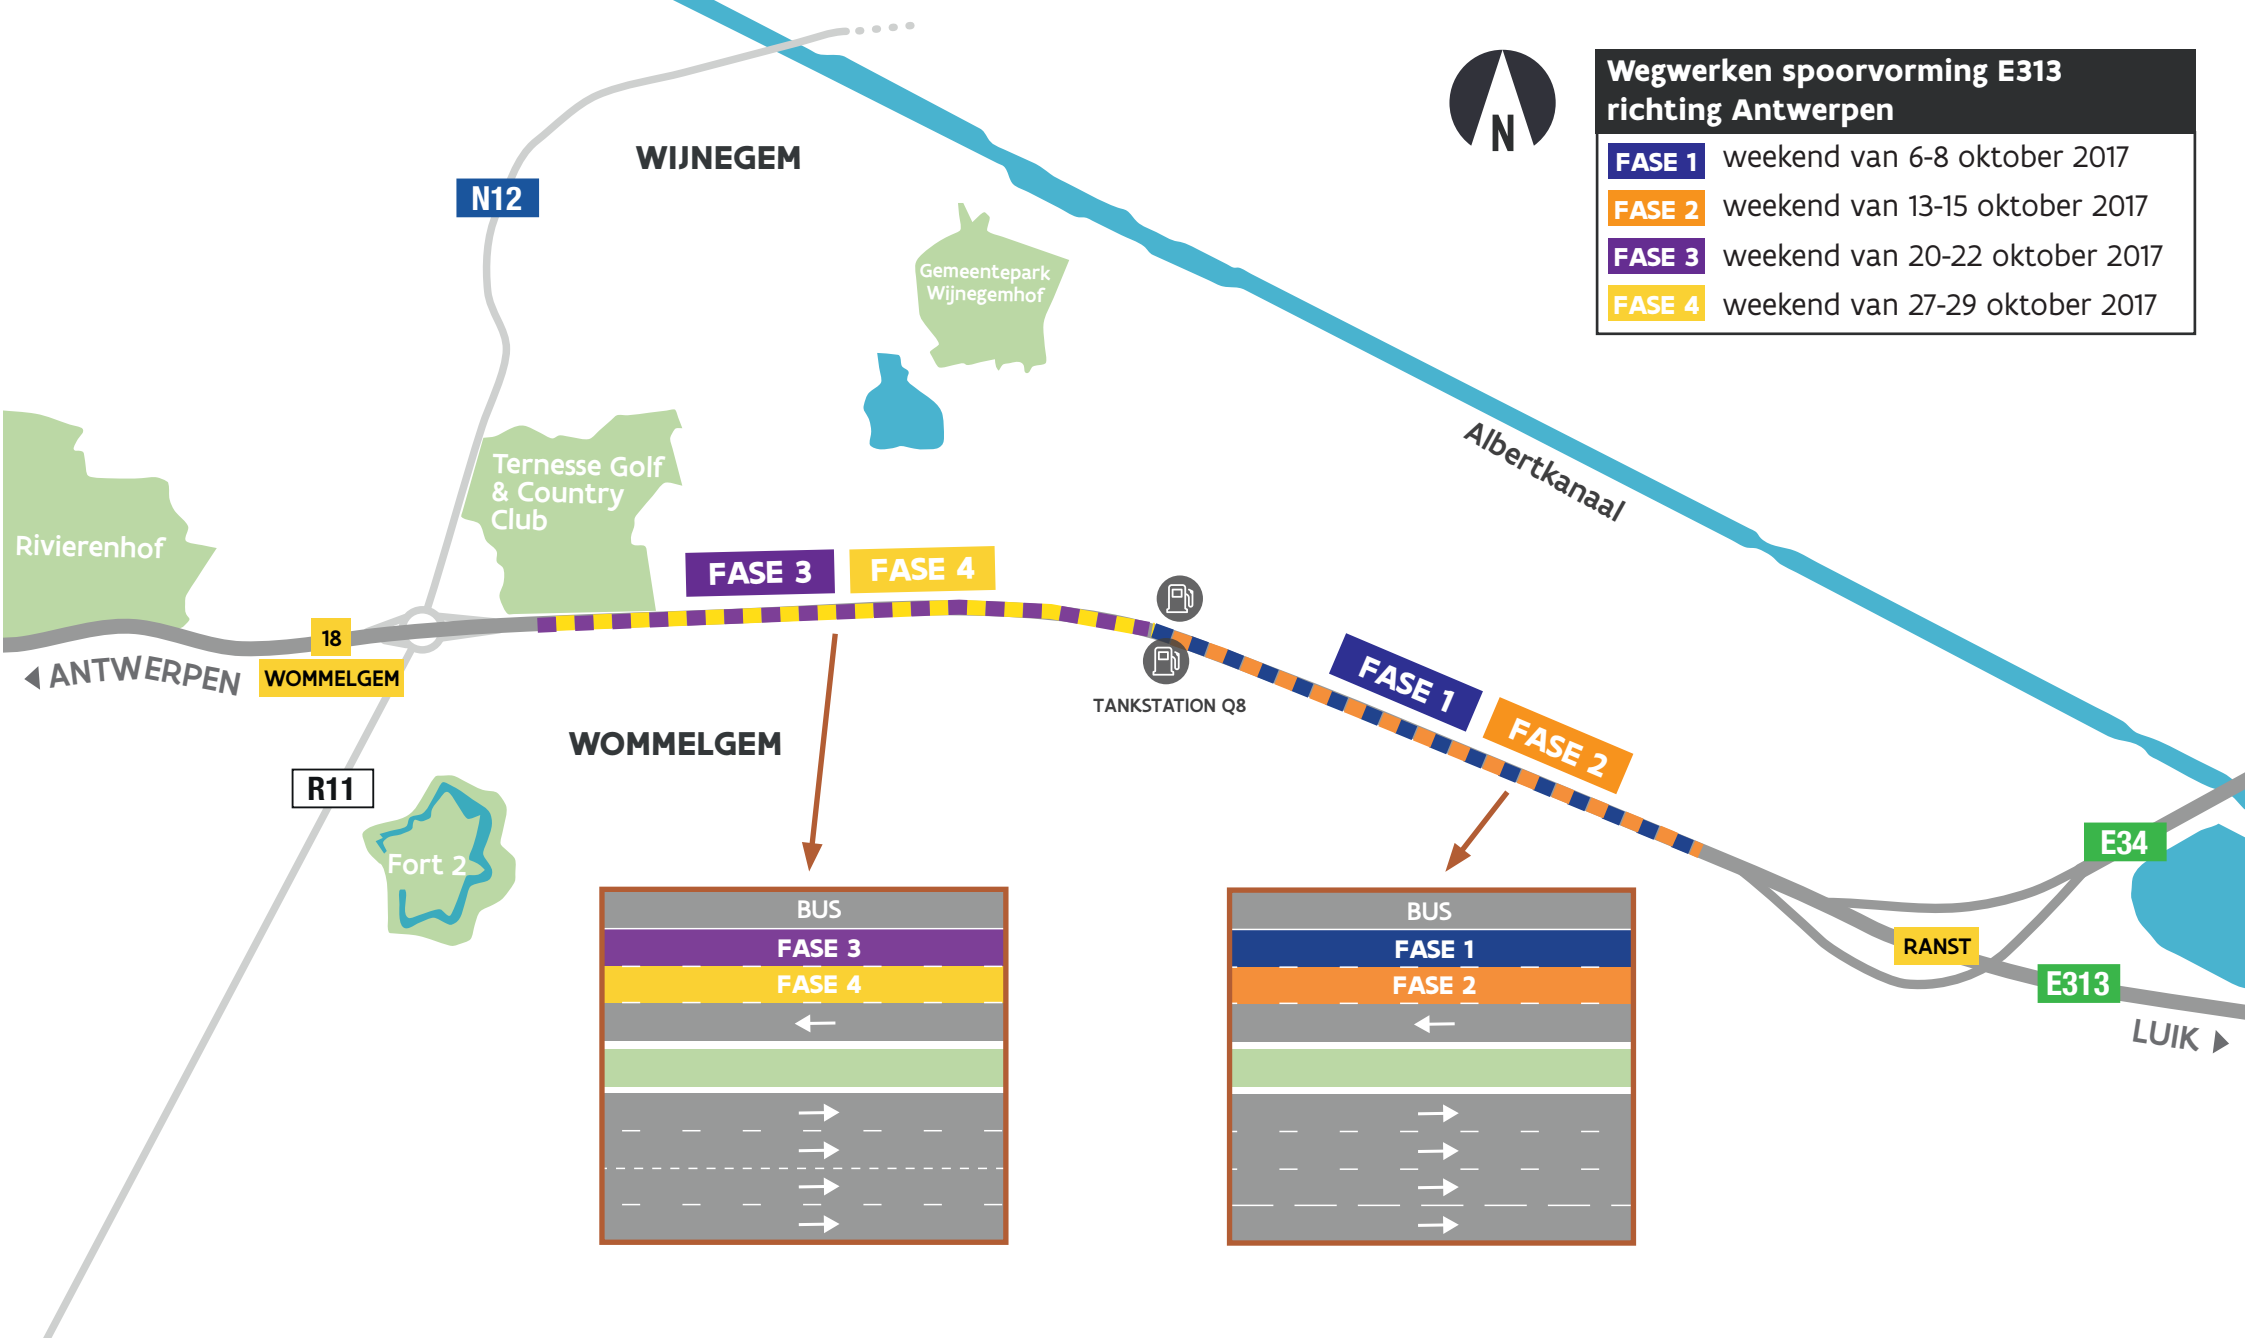 Wegwerken spoorvorming E313
richting Antwerpen
FASE 1 weekend van 6-8 oktober 2017
FASE 2 weekend van 13-15 oktober 2017
FASE 3 weekend van 20-22 oktober 2017
FASE 4 weekend van 27-29 oktober 2017
N
WIJNEGEM
N12
Gemeentepark
Wijnegemhof
Albertkanaal
Ternesse Golf
& Country
Club
Rivierenhof
FASE 3
FASE 4
18
WOMMELGEM
ANTWERPEN
TANKSTATION Q8
FASE 1
FASE 2
WOMMELGEM
R11
Fort 2
E34
RANST
E313
LUIK
BUS
FASE 3
FASE 4
BUS
FASE 1
FASE 2